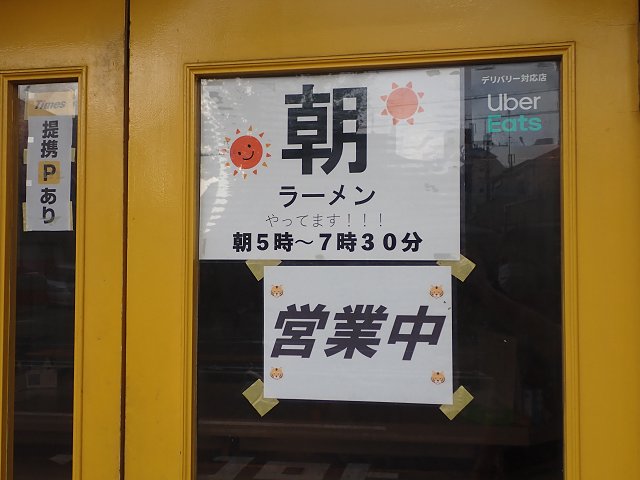 Times
提携Pあり
朝
ラーメン
やってます！！！
朝５時～７時３０分
営業中
デリバリー対応店
Uber
Eats